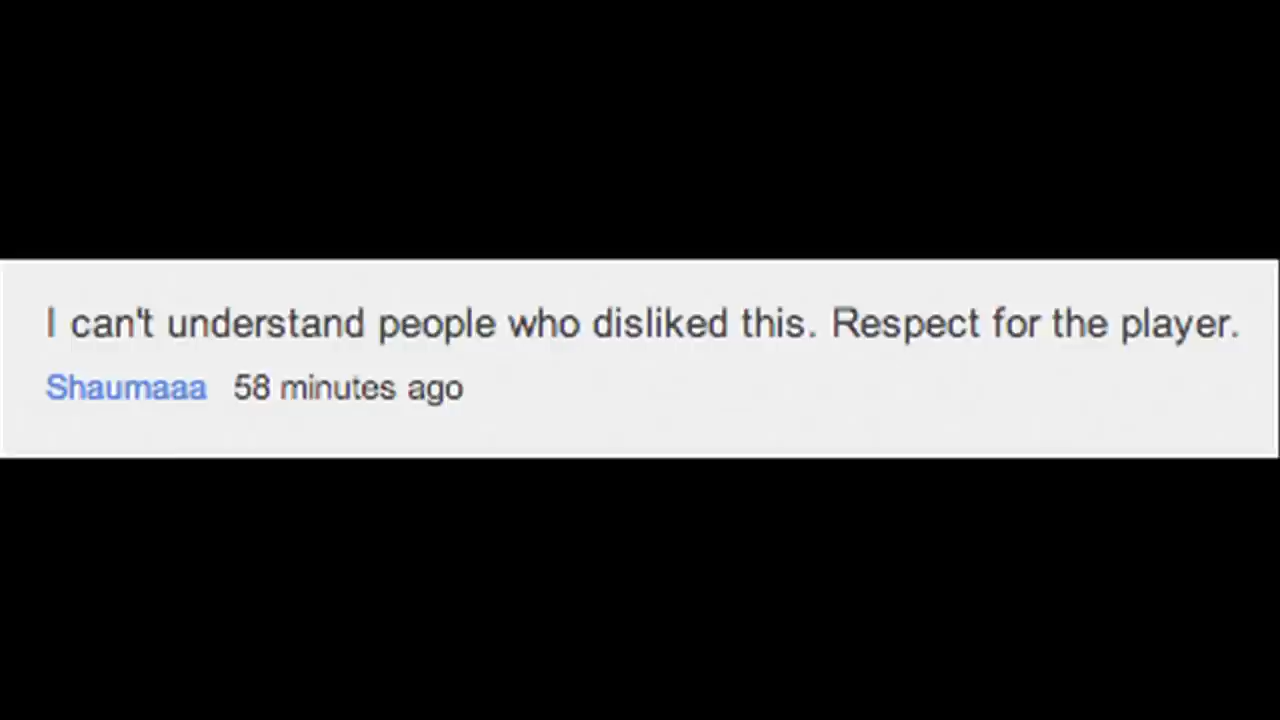 I can't understand people who disliked this. Respect for the player.
Shaumaaa 58 minutes ago